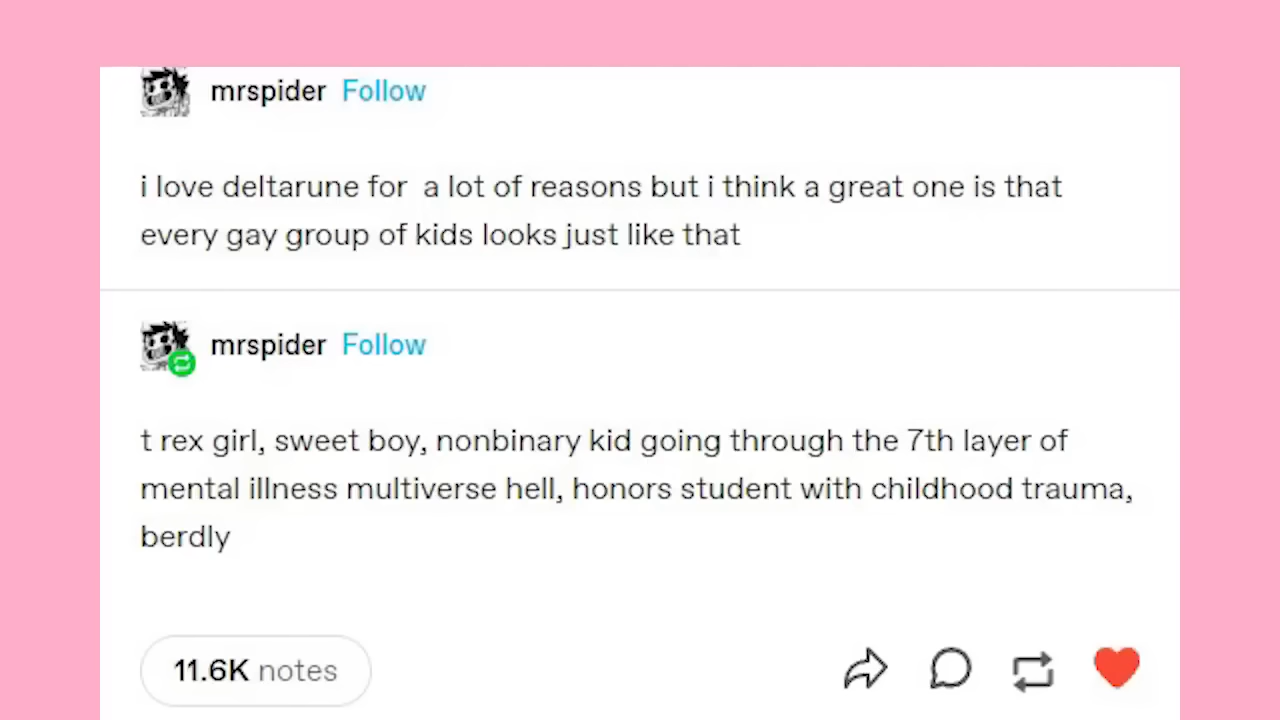 mrspider Follow
i love deltarune for  a lot of reasons but i think a great one is that
every gay group of kids looks just like that
mrspider Follow
t rex girl, sweet boy, nonbinary kid going through the 7th layer of
mental illness multiverse hell, honors student with childhood trauma,
berdly
11.6K notes